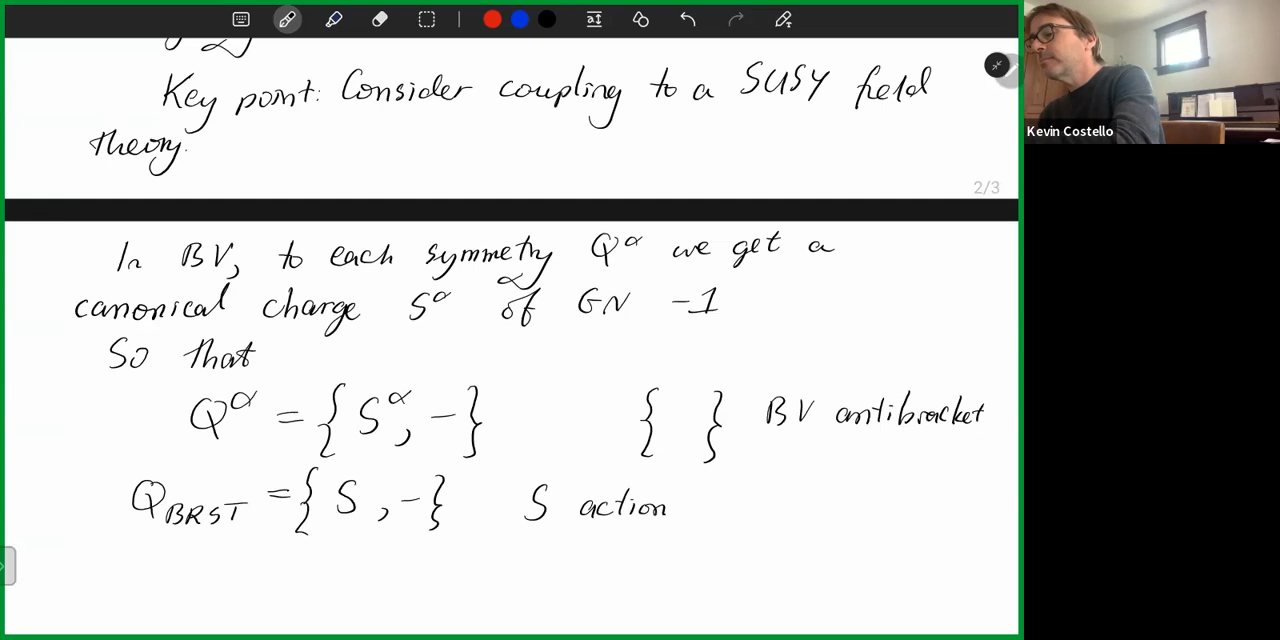 Key point: Consider coupling to a SUSY field
theory.
2/3
In BV, to each symmetry Q^α we get a
canonical charge S^α of GN -1
So that
Q^α = { S^α, - } { } BV antibracket
Q_BRST = { S, - } S action
Kevin Costello